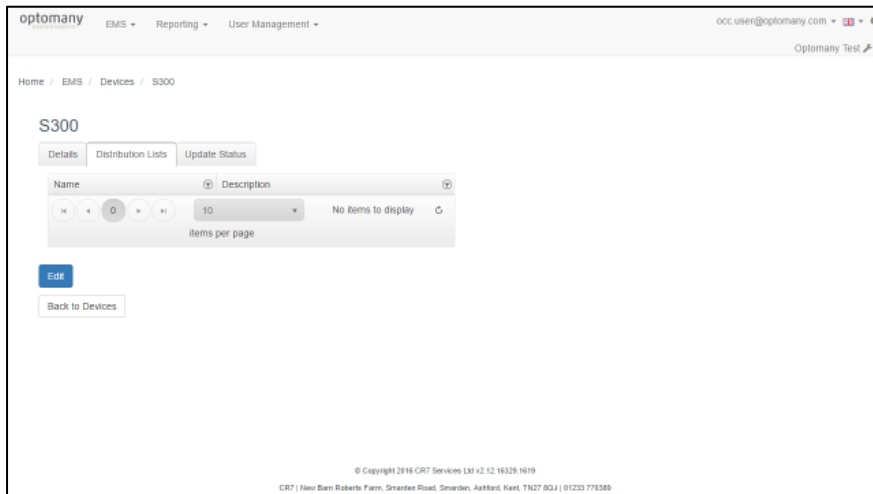 optomany
EMS Reporting User Management
occ.user@optomany.com
Optomany Test
Home / EMS / Devices / S300
S300
Details Distribution Lists Update Status
Name Description
0 10 No items to display
items per page
Edit
Back to Devices
© Copyright 2016 CR7 Services Ltd v2.12.16329.1619
CR7 | New Barn Roberts Farm, Smarden Road, Smarden, Ashford, Kent, TN27 8QJ | 01233 770389